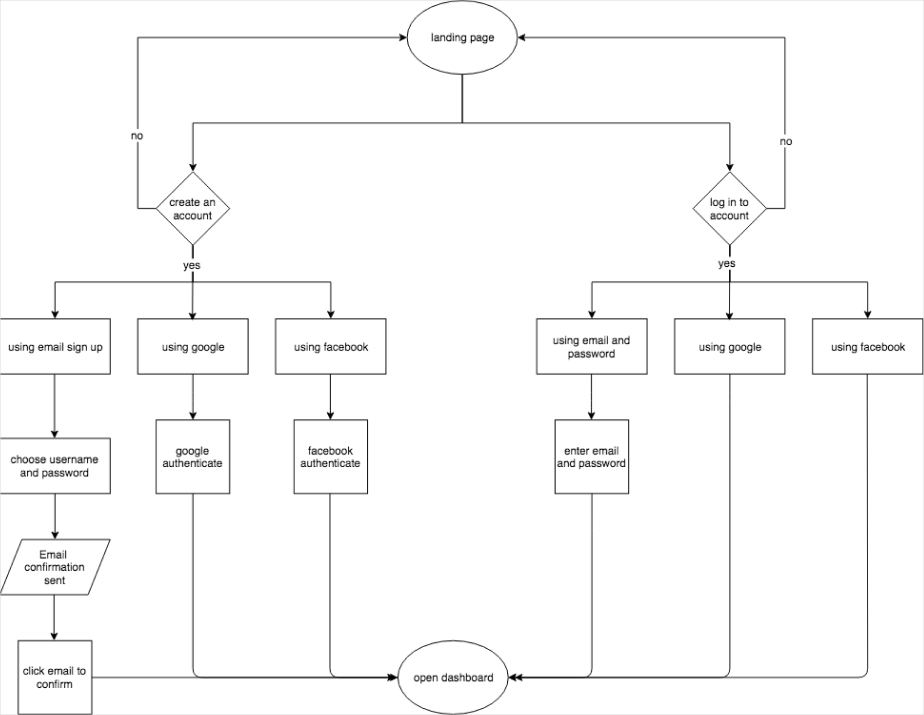 landing page
no
no
create an
account
log in to
account
yes
yes
using email sign up
using google
using facebook
using email and
password
using google
using facebook
choose username
and password
google
authenticate
facebook
authenticate
enter email
and password
Email
confirmation
sent
click email to
confirm
open dashboard